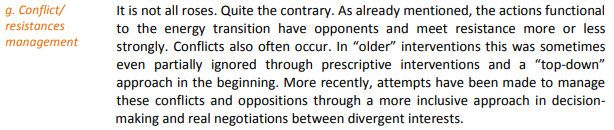 g. Conflict/
resistances
management
It is not all roses. Quite the contrary. As already mentioned, the actions functional
to the energy transition have opponents and meet resistance more or less
strongly. Conflicts also often occur. In “older” interventions this was sometimes
even partially ignored through prescriptive interventions and a “top-down”
approach in the beginning. More recently, attempts have been made to manage
these conflicts and oppositions through a more inclusive approach in decision-
making and real negotiations between divergent interests.